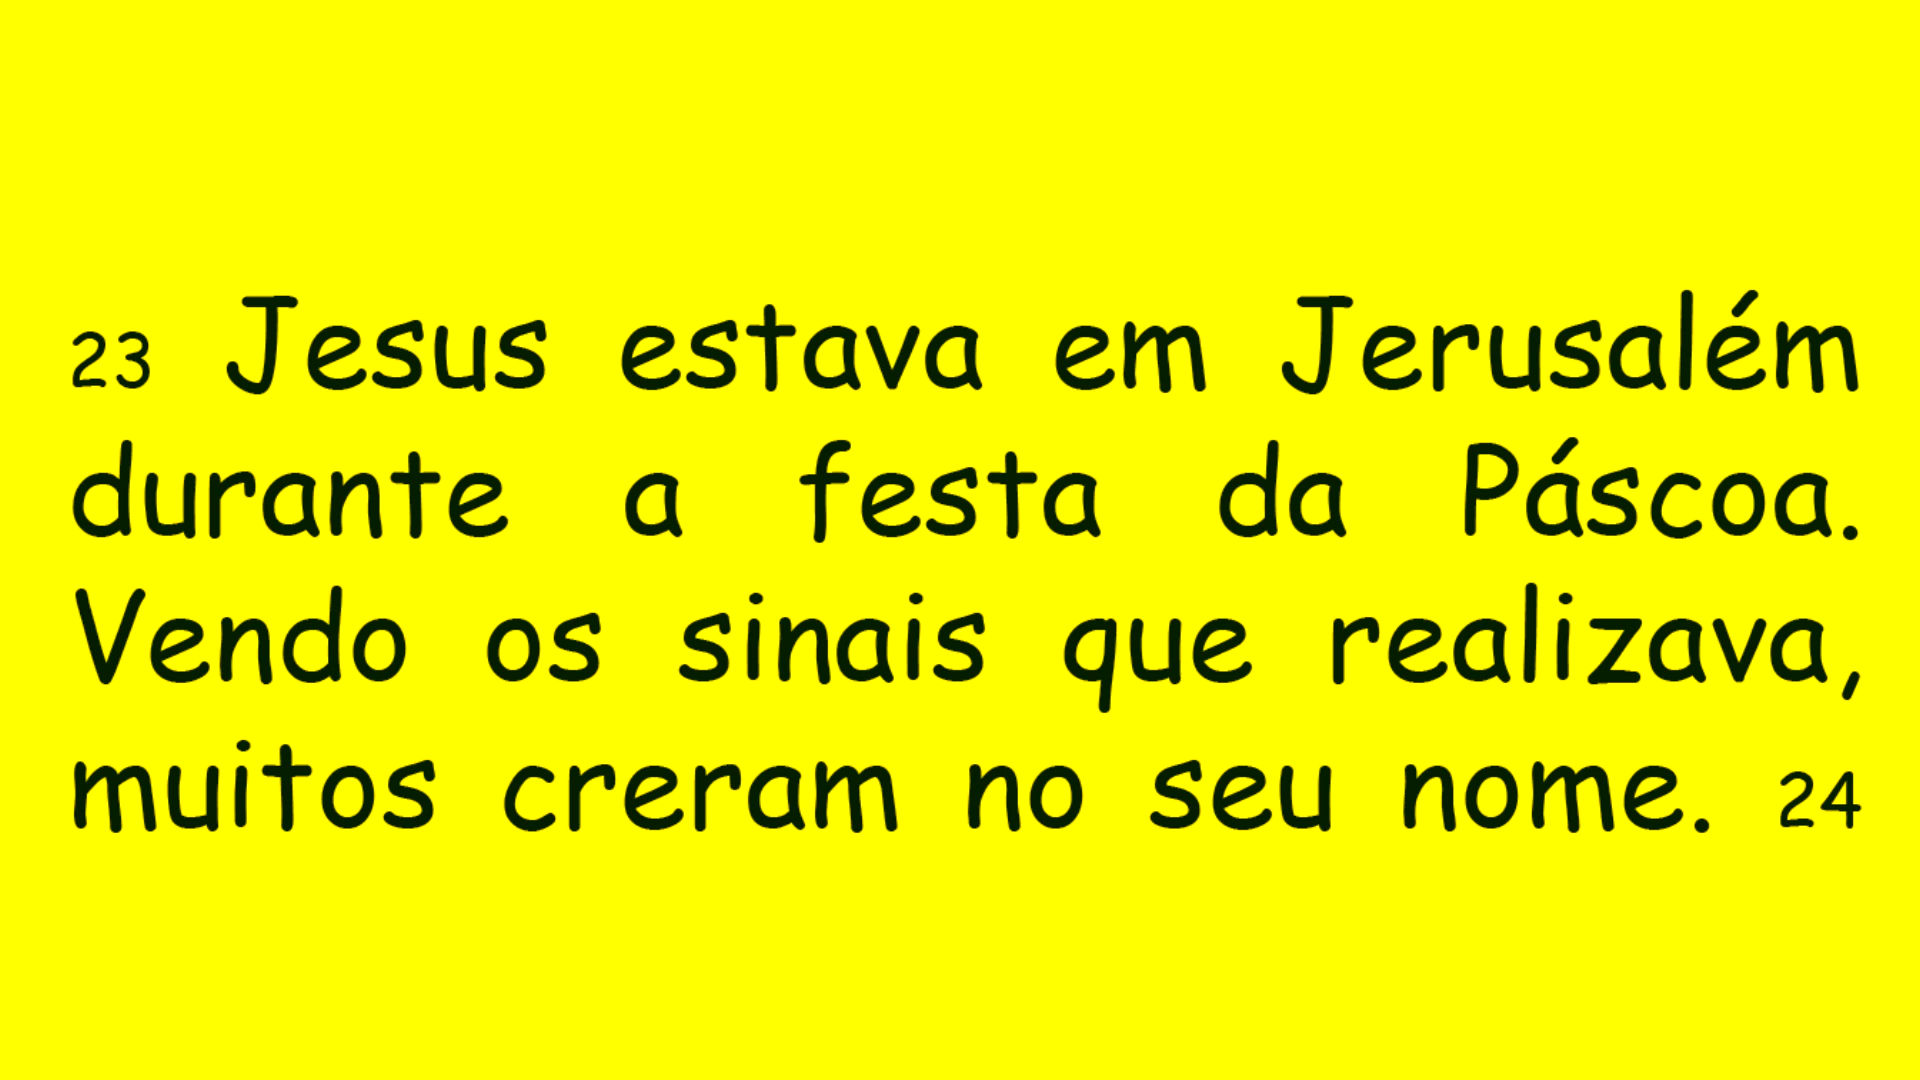 23 Jesus estava em Jerusalém
durante a festa da Páscoa.
Vendo os sinais que realizava,
muitos creram no seu nome. 24